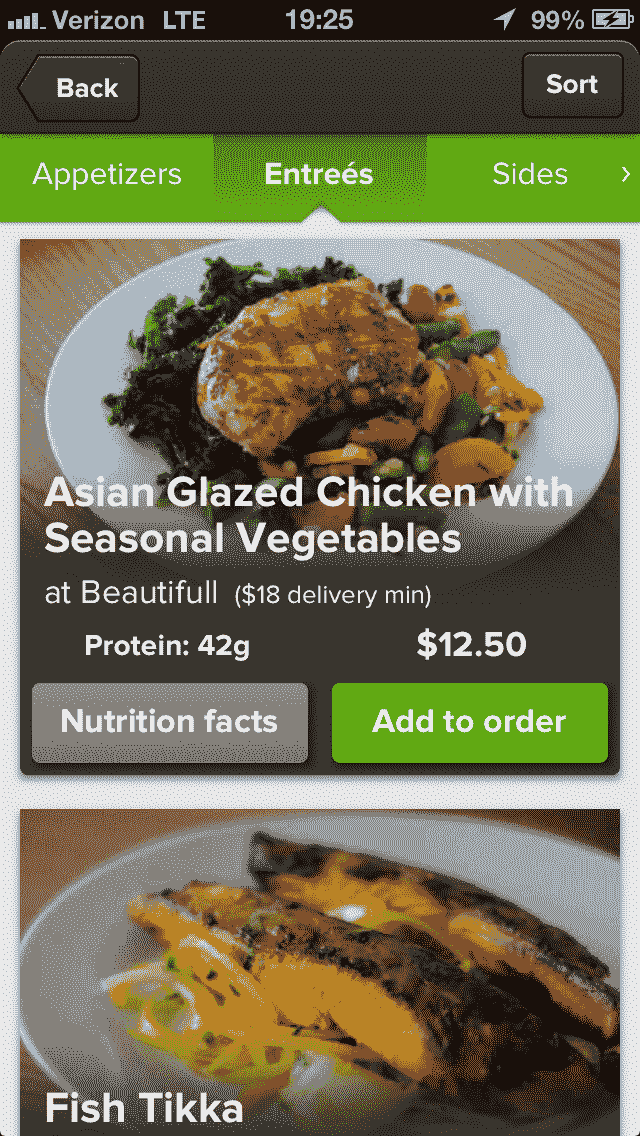 Verizon LTE 19:25 99%
Back Sort
Appetizers Entreés Sides ›
Asian Glazed Chicken with
Seasonal Vegetables
at Beautifull ($18 delivery min)
Protein: 42g $12.50
Nutrition facts Add to order
Fish Tikka